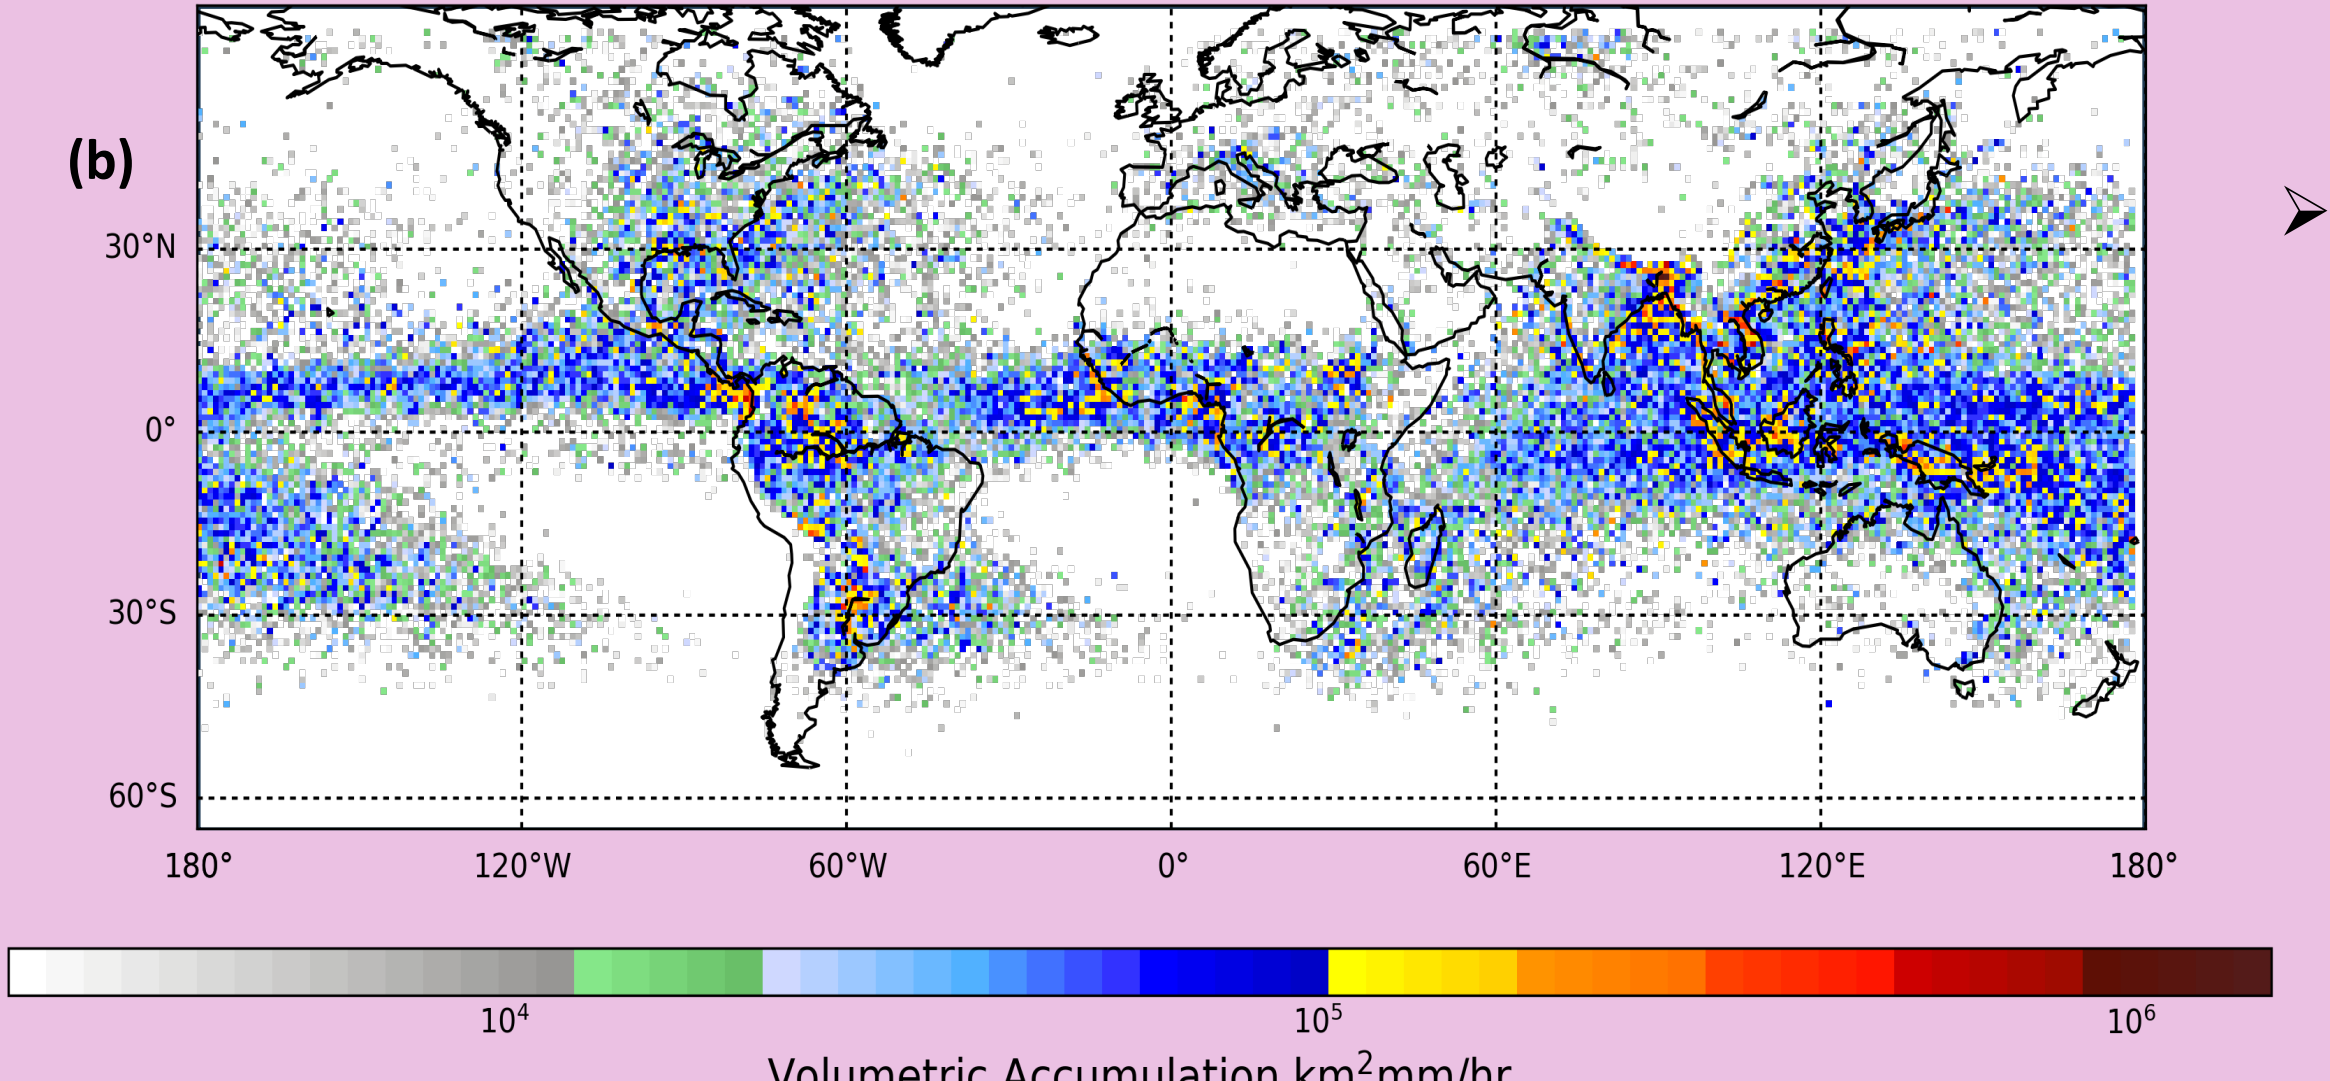 (b)
30°N
0°
30°S
60°S
180° 120°W 60°W 0° 60°E 120°E 180°
10⁴ 10⁵ 10⁶
Volumetric Accumulation km²mm/hr